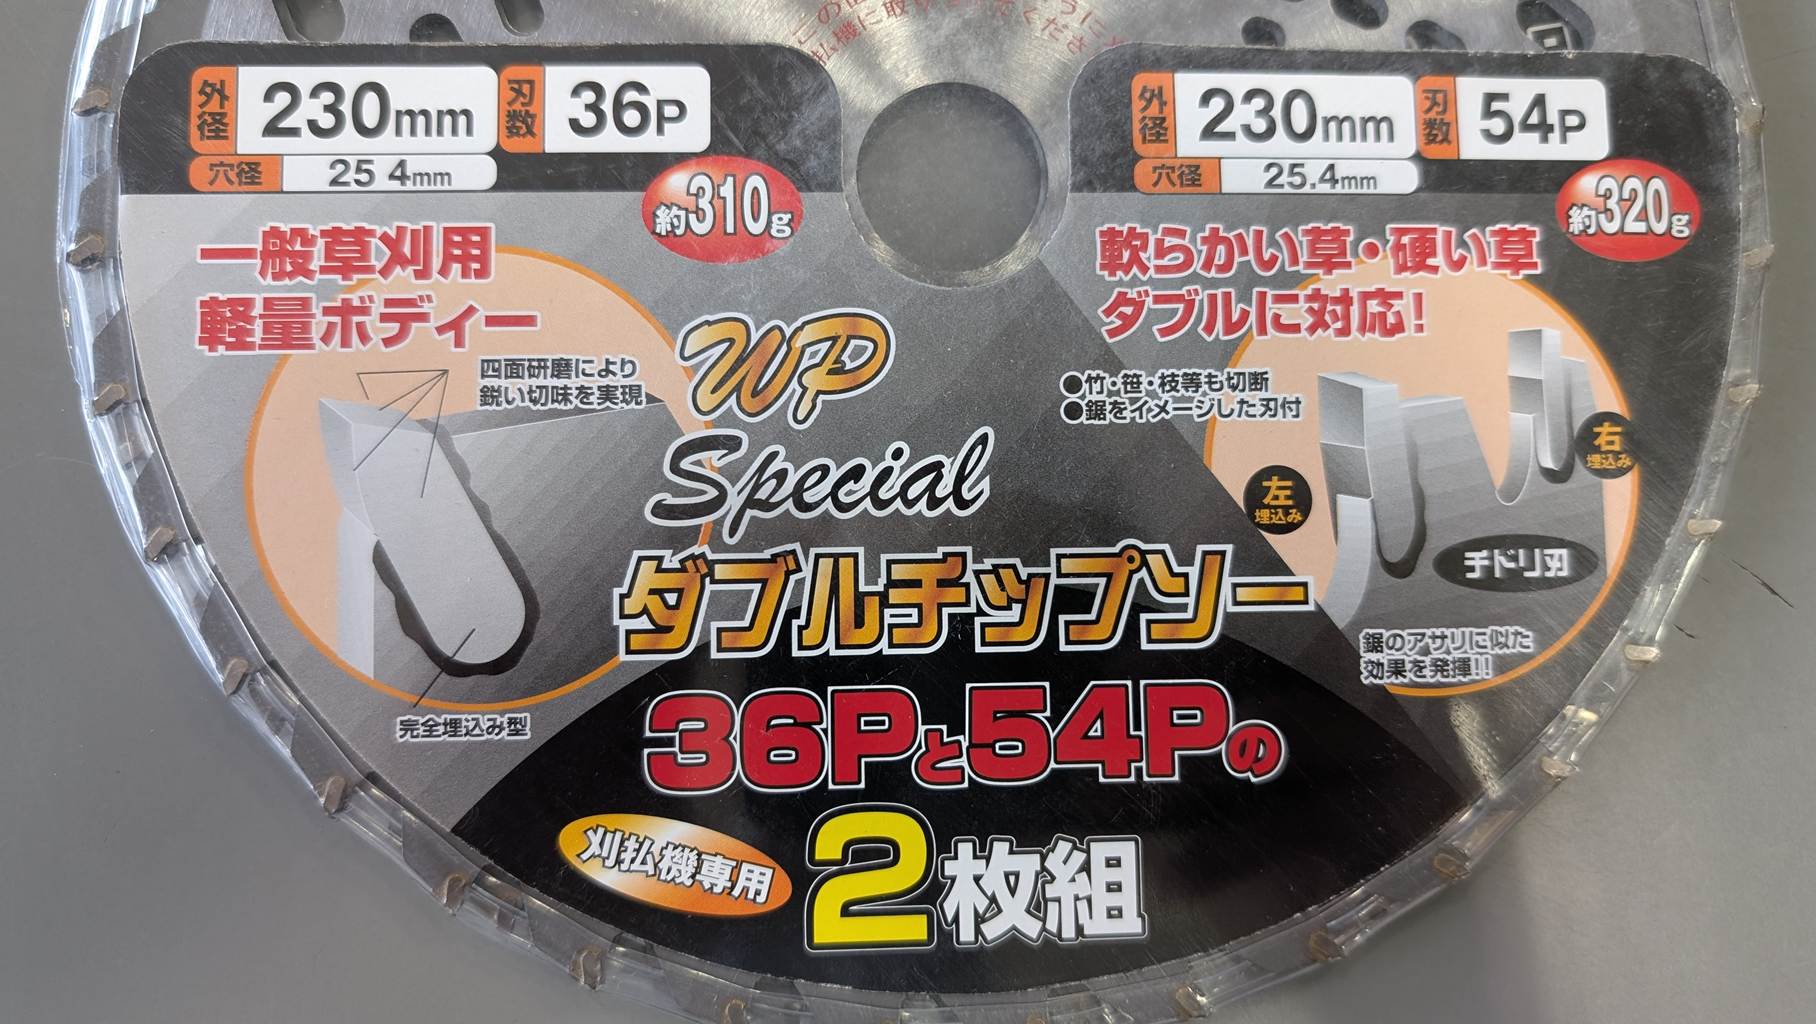 外径 230mm 刃数 36P
穴径 25 4mm
約310g
一般草刈用
軽量ボディー
四面研磨により
鋭い切味を実現
完全埋込み型
外径 230mm 刃数 54P
穴径 25.4mm
約320g
軟らかい草・硬い草
ダブルに対応!
●竹・笹・枝等も切断
●鋸をイメージした刃付
左
埋込み
右
埋込み
チドリ刃
鋸のアサリに似た
効果を発揮!!
WP
Special
ダブルチップソー
36Pと54Pの
刈払機専用
2枚組